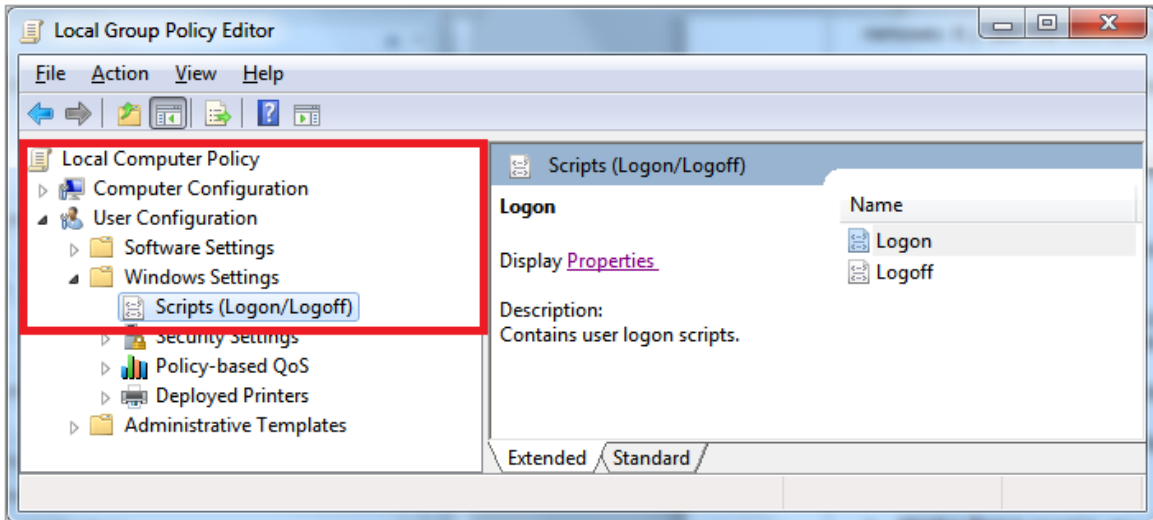 Local Group Policy Editor
File Action View Help
Local Computer Policy
Computer Configuration
User Configuration
Software Settings
Windows Settings
Scripts (Logon/Logoff)
Security Settings
Policy-based QoS
Deployed Printers
Administrative Templates
Scripts (Logon/Logoff)
Logon
Display Properties
Description:
Contains user logon scripts.
Name
Logon
Logoff
Extended Standard